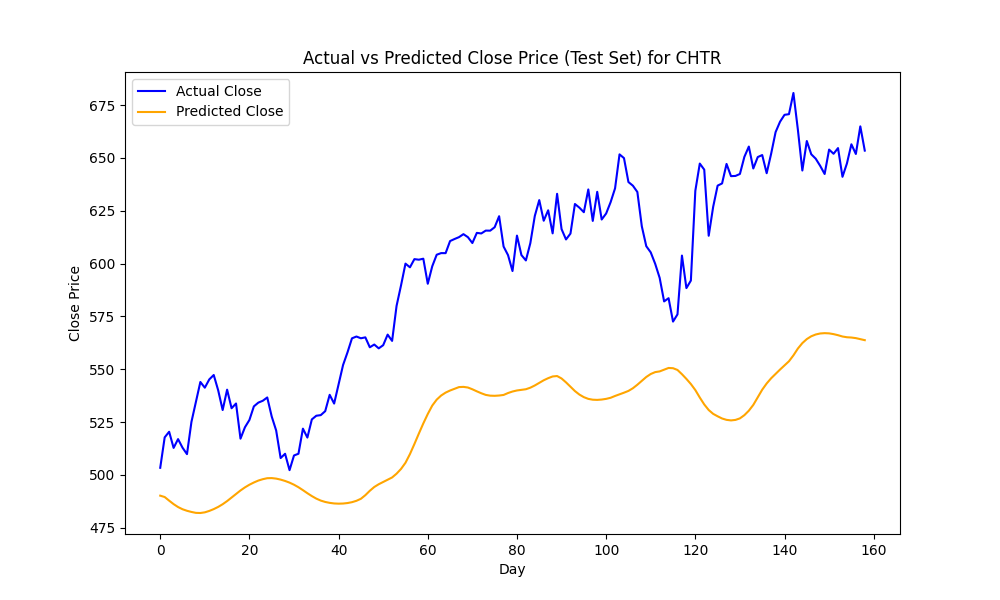 Actual vs Predicted Close Price (Test Set) for CHTR
Actual Close
Predicted Close
Close Price
675
650
625
600
575
550
525
500
475
0 20 40 60 80 100 120 140 160
Day